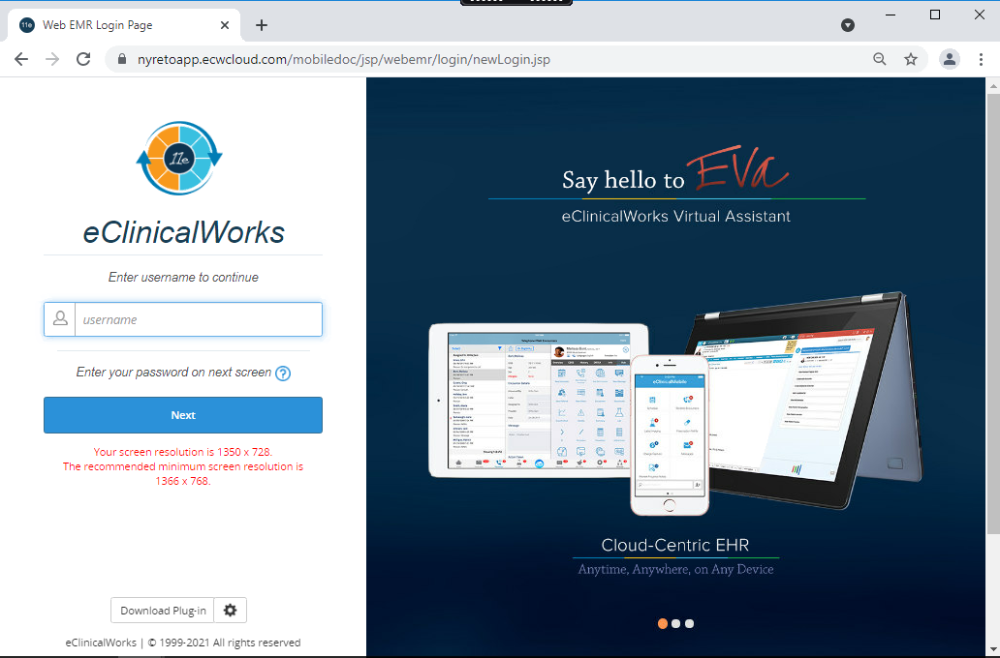 11e Web EMR Login Page
nyretoapp.ecwcloud.com/mobiledoc/jsp/webemr/login/newLogin.jsp
11e
eClinicalWorks
Enter username to continue
username
Enter your password on next screen ?
Next
Your screen resolution is 1350 x 728.
The recommended minimum screen resolution is
1366 x 768.
Download Plug-in
eClinicalWorks | © 1999-2021 All rights reserved
Say hello to EVa
eClinicalWorks Virtual Assistant
eClinicalMobile
Cloud-Centric EHR
Anytime, Anywhere, on Any Device